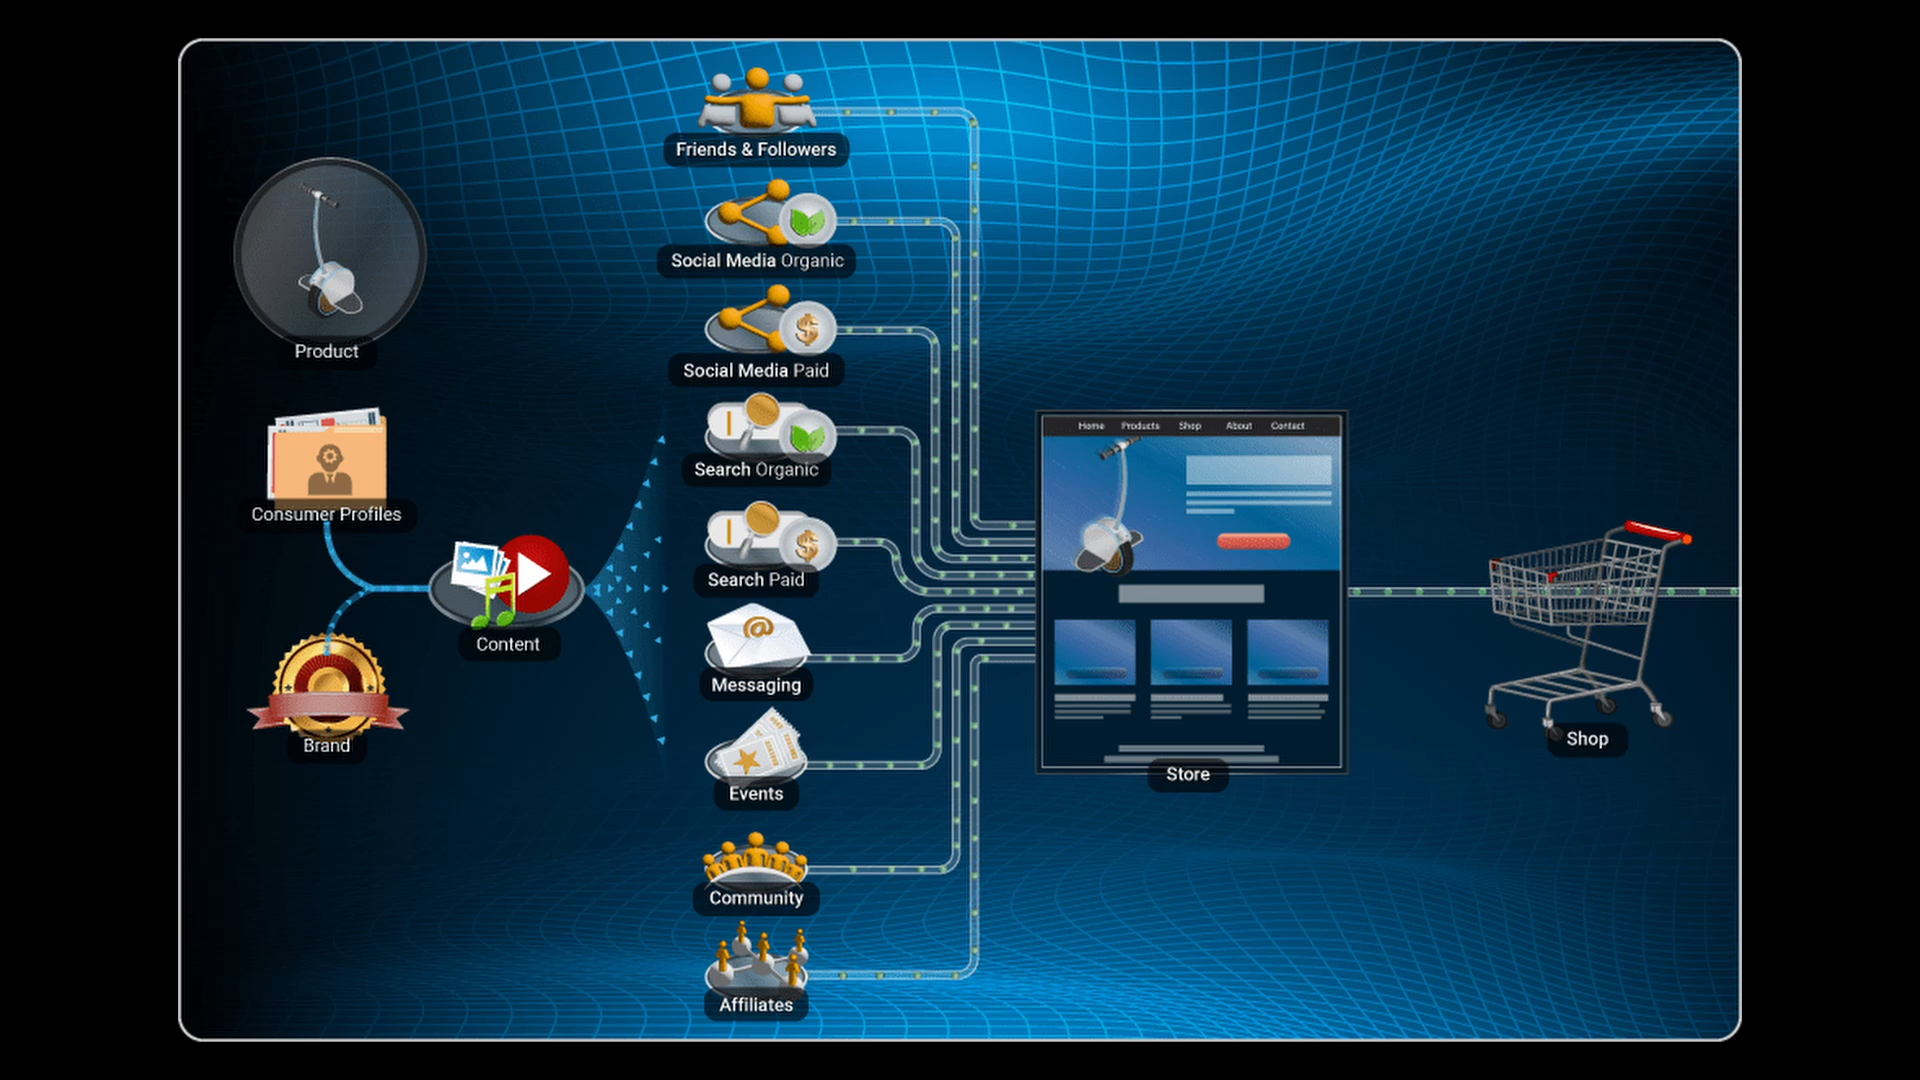 Product
Consumer Profiles
Brand
Content
Friends & Followers
Social Media Organic
Social Media Paid
Search Organic
Search Paid
@
Messaging
Events
Community
Affiliates
Home Products Shop About Contact
Store
Shop